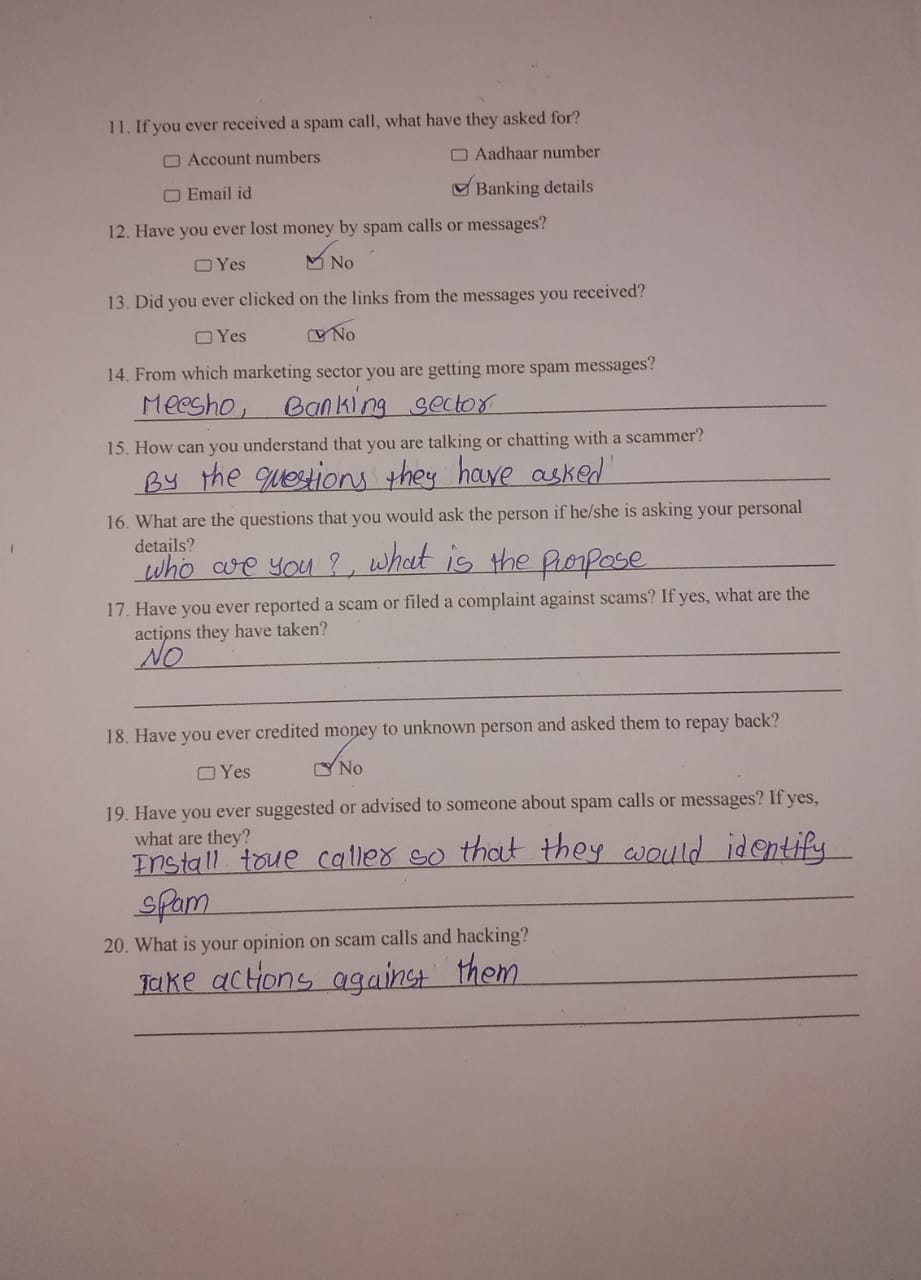 11. If you ever received a spam call, what have they asked for?
☐ Account numbers ☐ Aadhaar number
☐ Email id ☑ Banking details
12. Have you ever lost money by spam calls or messages?
☐ Yes ☑ No
13. Did you ever clicked on the links from the messages you received?
☐ Yes ☑ No
14. From which marketing sector you are getting more spam messages?
Meesho, Banking sector
15. How can you understand that you are talking or chatting with a scammer?
By the questions they have asked
16. What are the questions that you would ask the person if he/she is asking your personal
details?
who are you?, what is the purpose
17. Have you ever reported a scam or filed a complaint against scams? If yes, what are the
actions they have taken?
NO
18. Have you ever credited money to unknown person and asked them to repay back?
☐ Yes ☑ No
19. Have you ever suggested or advised to someone about spam calls or messages? If yes,
what are they?
Install true caller so that they would identify
spam
20. What is your opinion on scam calls and hacking?
Take actions against them